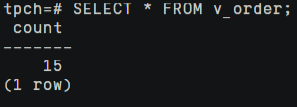 tpch=# SELECT * FROM v_order;
 count
-------
    15
(1 row)